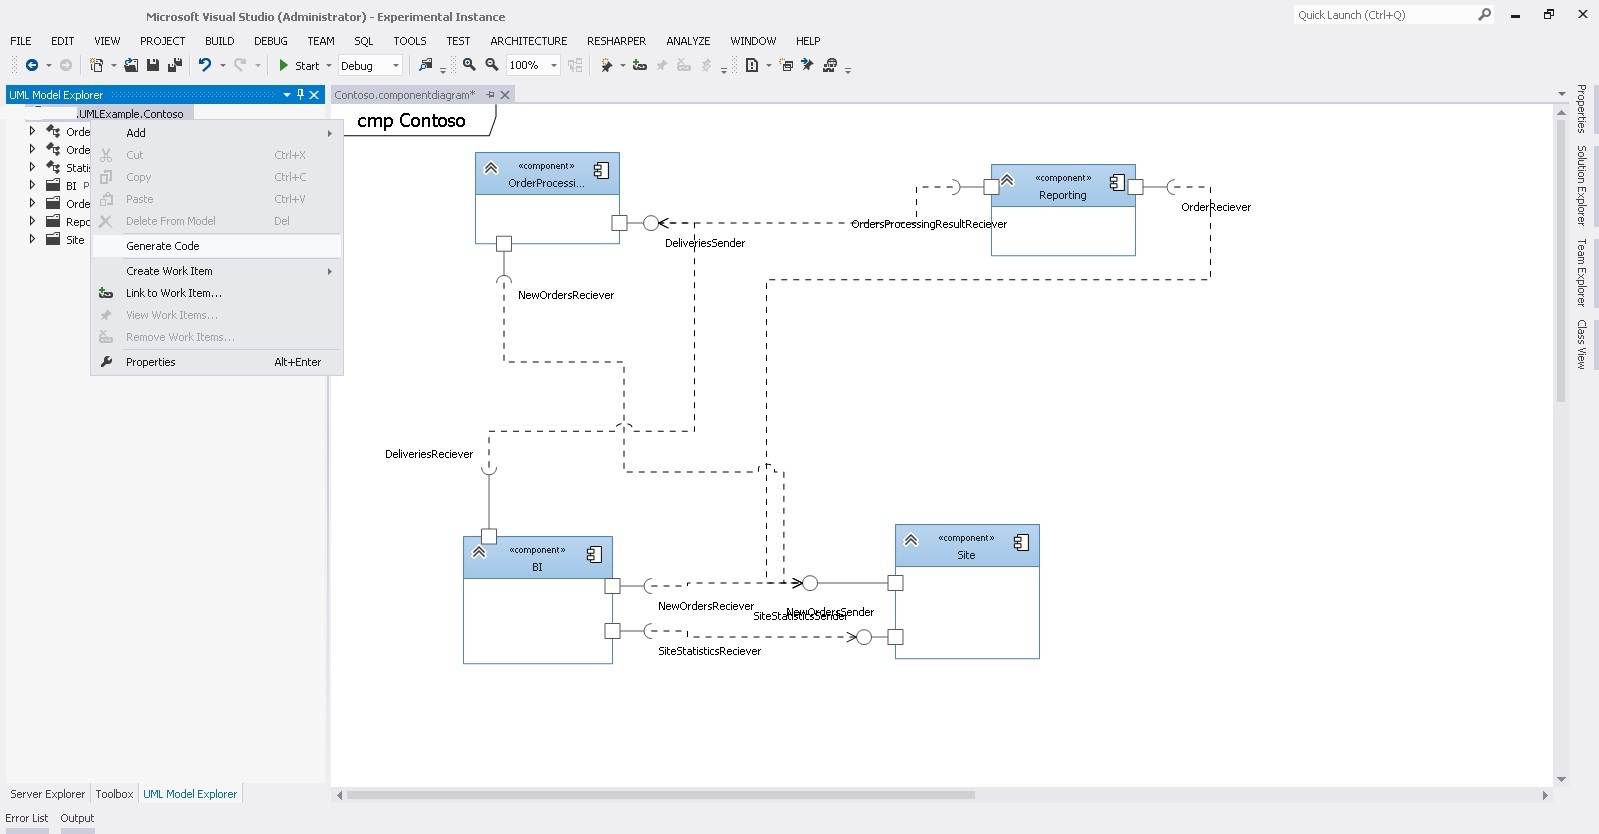 Microsoft Visual Studio (Administrator) - Experimental Instance
Quick Launch (Ctrl+Q)
FILE EDIT VIEW PROJECT BUILD DEBUG TEAM SQL TOOLS TEST ARCHITECTURE RESHARPER ANALYZE WINDOW HELP
Start Debug 100%
UML Model Explorer
Contoso.componentdiagram*
.UMLExample.Contoso
Orde
Orde
Statis
BI P
Orde
Repo
Site
Add
Cut Ctrl+X
Copy Ctrl+C
Paste Ctrl+V
Delete From Model Del
Generate Code
Create Work Item
Link to Work Item...
View Work Items...
Remove Work Items...
Properties Alt+Enter
cmp Contoso
«component»
OrderProcessi...
DeliveriesSender
NewOrdersReciever
«component»
Reporting
OrdersProcessingResultReciever
OrderReciever
DeliveriesReciever
«component»
BI
NewOrdersReciever
SiteStatisticsReciever
«component»
Site
NewOrdersSender
SiteStatisticsSender
Properties
Solution Explorer
Team Explorer
Class View
Server Explorer Toolbox UML Model Explorer
Error List Output